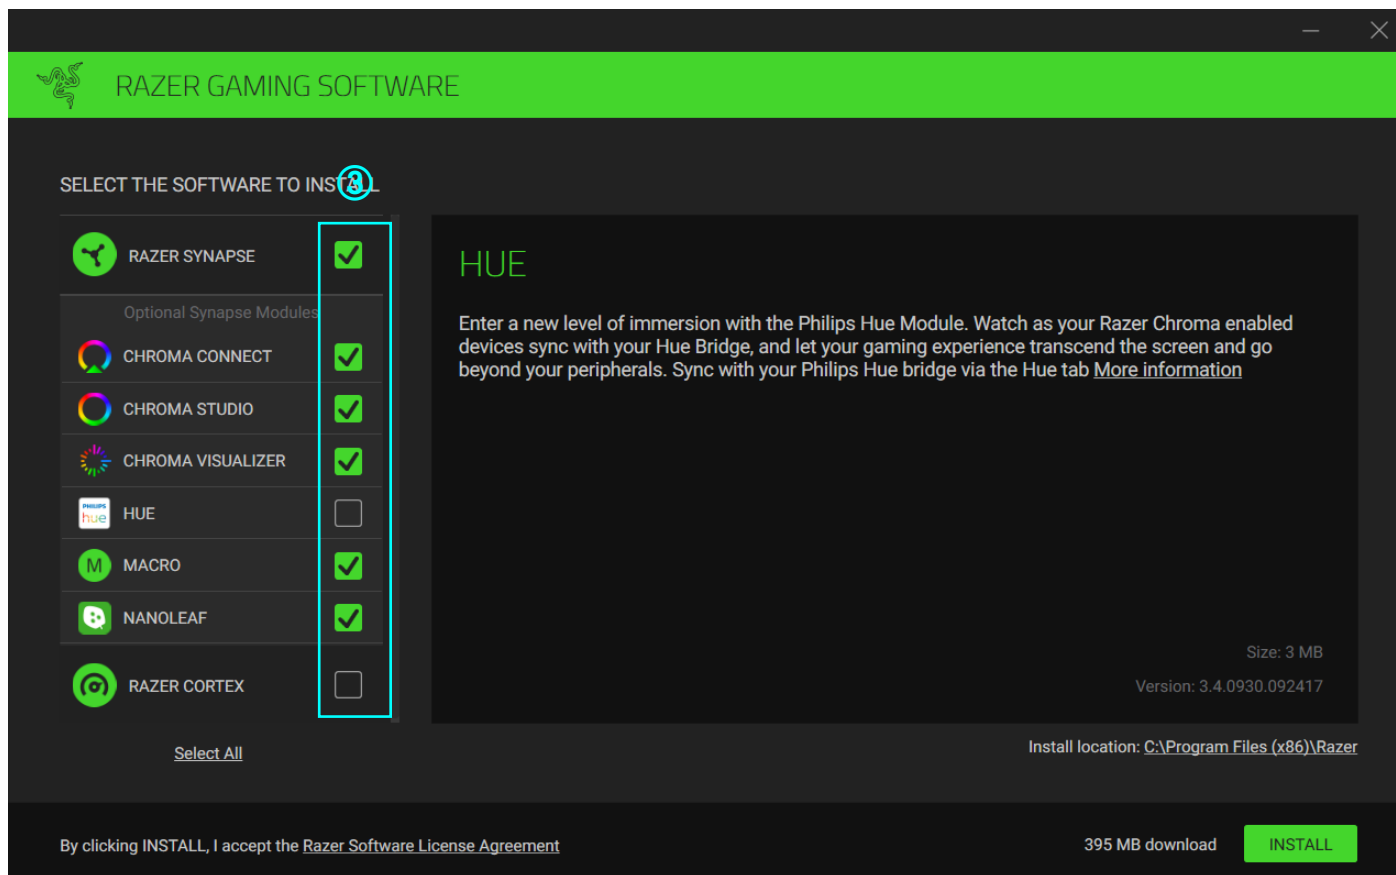 RAZER GAMING SOFTWARE
SELECT THE SOFTWARE TO INSTALL
③
RAZER SYNAPSE
Optional Synapse Modules
CHROMA CONNECT
CHROMA STUDIO
CHROMA VISUALIZER
PHILIPS
hue
HUE
M
MACRO
NANOLEAF
RAZER CORTEX
Select All
HUE
Enter a new level of immersion with the Philips Hue Module. Watch as your Razer Chroma enabled
devices sync with your Hue Bridge, and let your gaming experience transcend the screen and go
beyond your peripherals. Sync with your Philips Hue bridge via the Hue tab More information
Size: 3 MB
Version: 3.4.0930.092417
Install location: C:\Program Files (x86)\Razer
By clicking INSTALL, I accept the Razer Software License Agreement
395 MB download
INSTALL